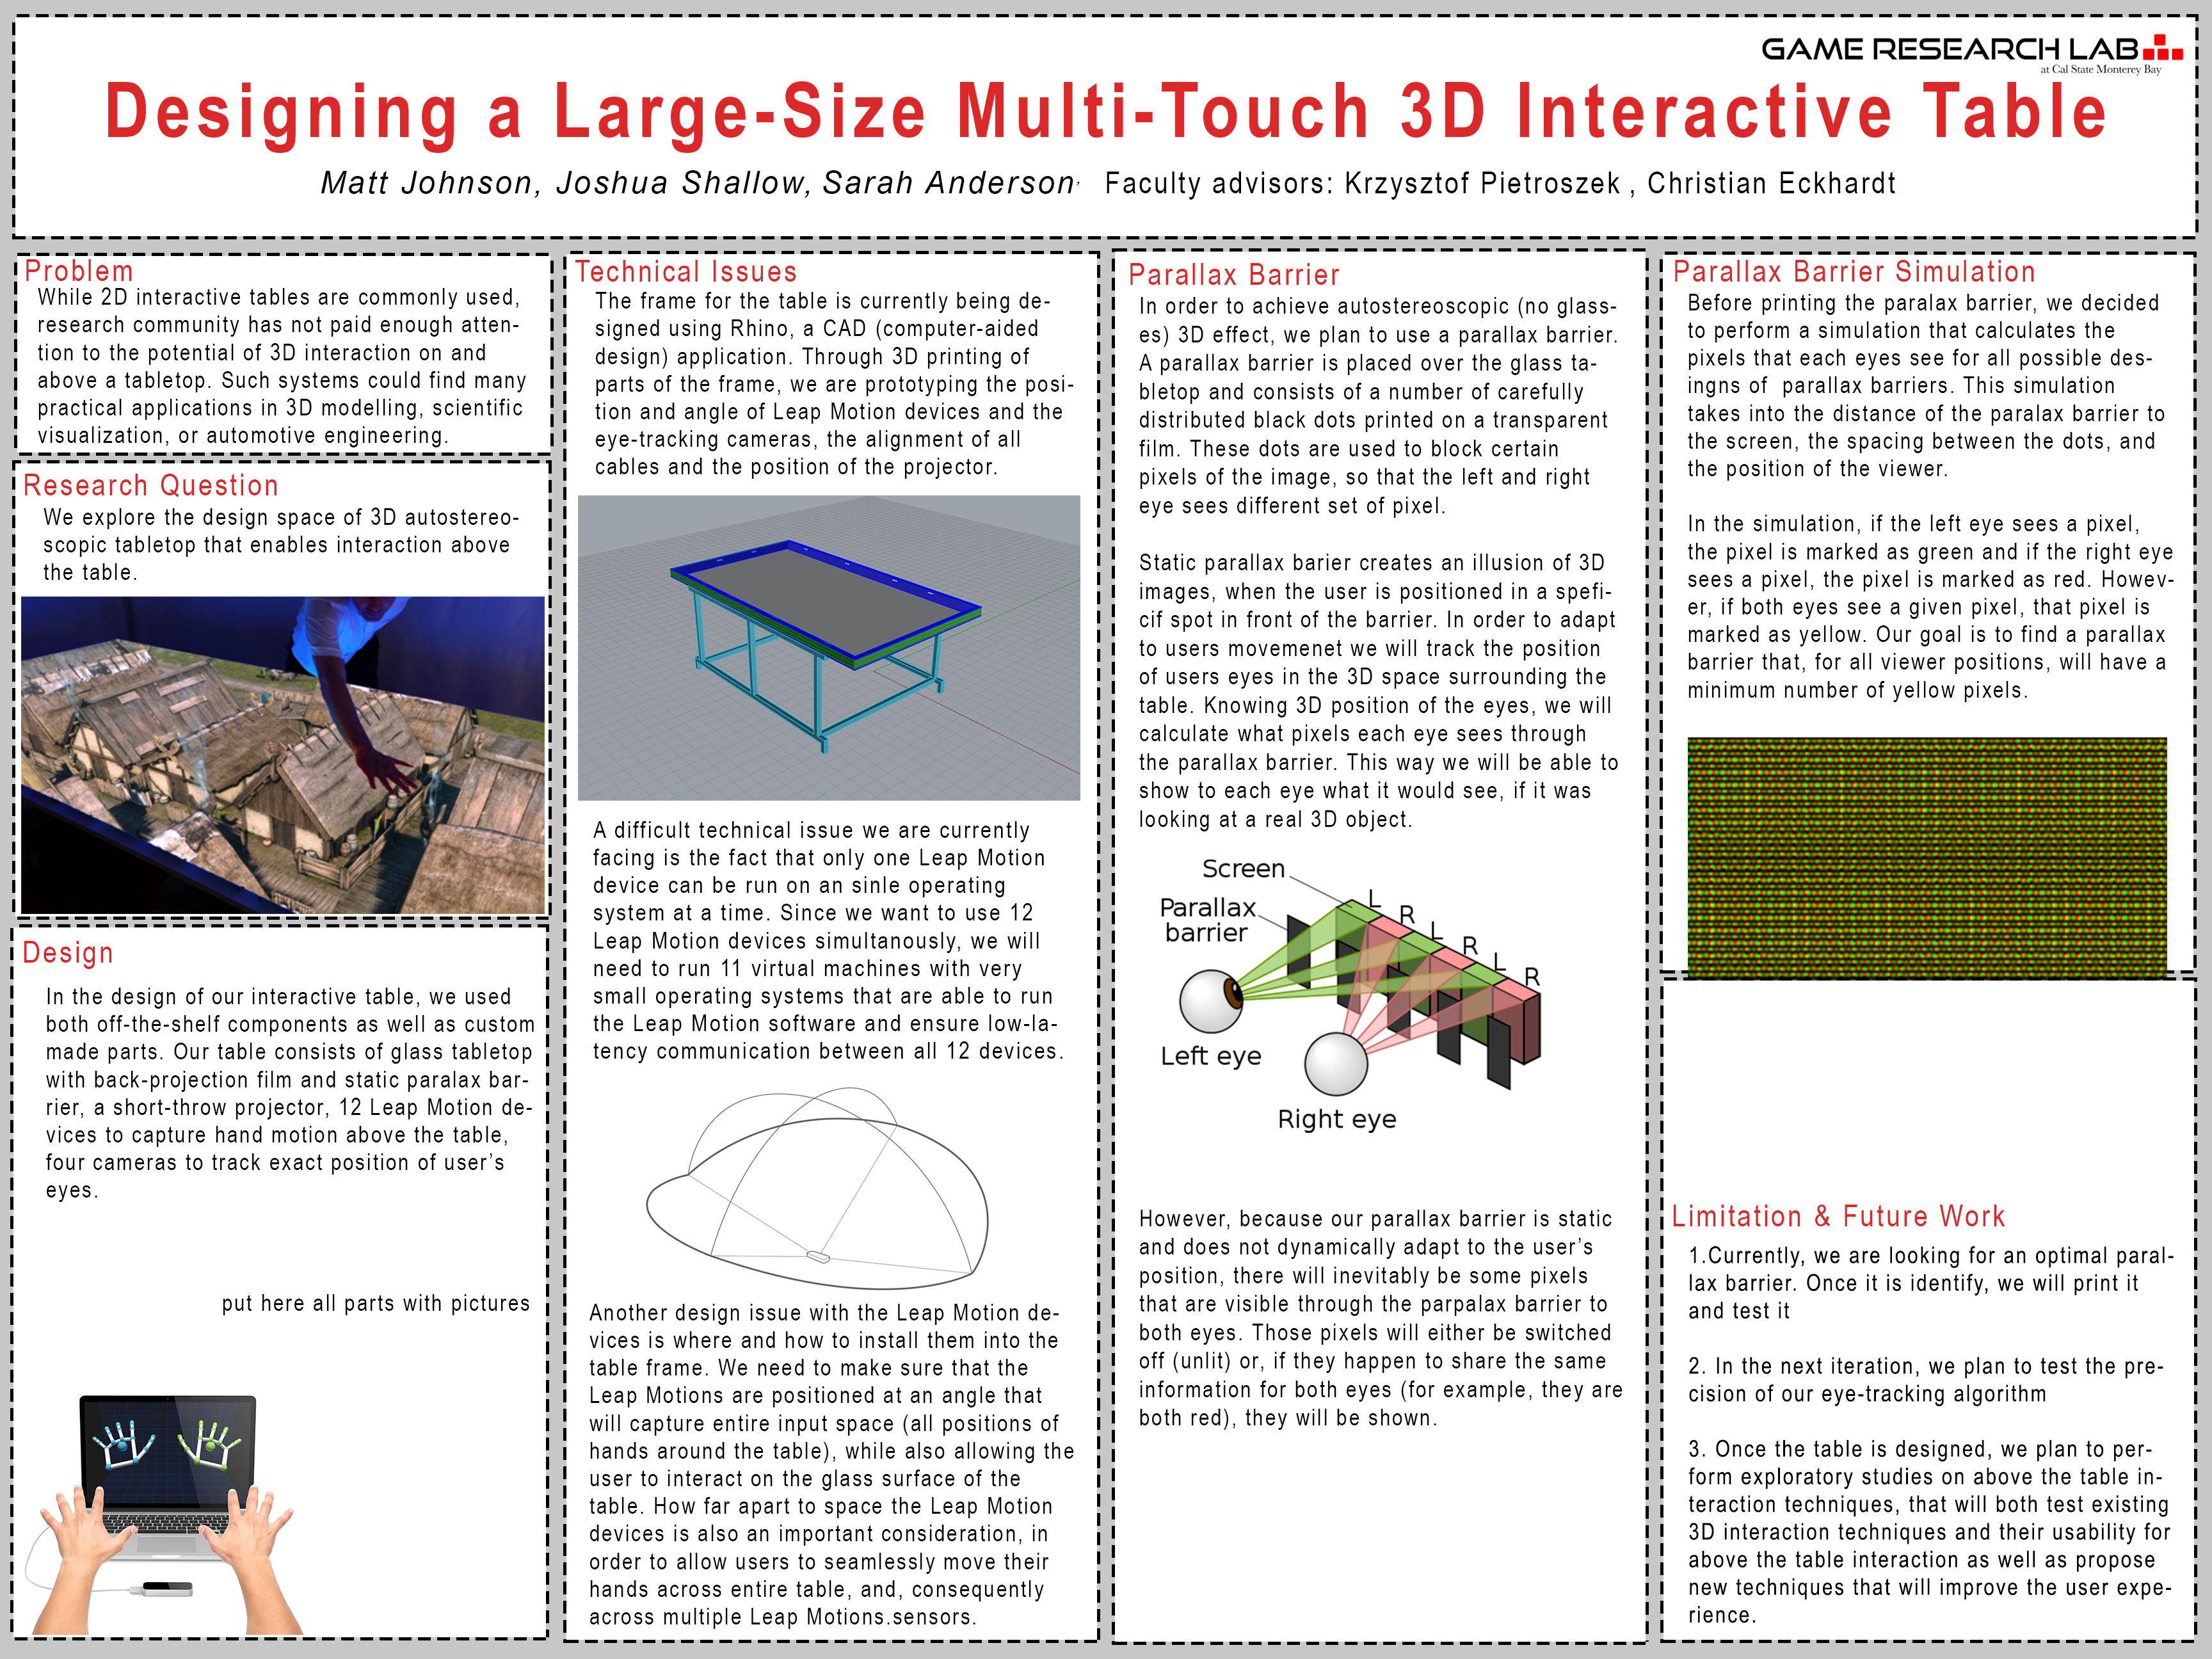 GAME RESEARCH LAB
at Cal State Monterey Bay
Designing a Large-Size Multi-Touch 3D Interactive Table
Matt Johnson, Joshua Shallow, Sarah Anderson, Faculty advisors: Krzysztof Pietroszek , Christian Eckhardt
Problem
While 2D interactive tables are commonly used,
research community has not paid enough atten-
tion to the potential of 3D interaction on and
above a tabletop. Such systems could find many
practical applications in 3D modelling, scientific
visualization, or automotive engineering.
Research Question
We explore the design space of 3D autostereo-
scopic tabletop that enables interaction above
the table.
Design
In the design of our interactive table, we used
both off-the-shelf components as well as custom
made parts. Our table consists of glass tabletop
with back-projection film and static paralax bar-
rier, a short-throw projector, 12 Leap Motion de-
vices to capture hand motion above the table,
four cameras to track exact position of user's
eyes.
put here all parts with pictures
Technical Issues
The frame for the table is currently being de-
signed using Rhino, a CAD (computer-aided
design) application. Through 3D printing of
parts of the frame, we are prototyping the posi-
tion and angle of Leap Motion devices and the
eye-tracking cameras, the alignment of all
cables and the position of the projector.
A difficult technical issue we are currently
facing is the fact that only one Leap Motion
device can be run on an sinle operating
system at a time. Since we want to use 12
Leap Motion devices simultanously, we will
need to run 11 virtual machines with very
small operating systems that are able to run
the Leap Motion software and ensure low-la-
tency communication between all 12 devices.
Another design issue with the Leap Motion de-
vices is where and how to install them into the
table frame. We need to make sure that the
Leap Motions are positioned at an angle that
will capture entire input space (all positions of
hands around the table), while also allowing the
user to interact on the glass surface of the
table. How far apart to space the Leap Motion
devices is also an important consideration, in
order to allow users to seamlessly move their
hands across entire table, and, consequently
across multiple Leap Motions.sensors.
Parallax Barrier
In order to achieve autostereoscopic (no glass-
es) 3D effect, we plan to use a parallax barrier.
A parallax barrier is placed over the glass ta-
bletop and consists of a number of carefully
distributed black dots printed on a transparent
film. These dots are used to block certain
pixels of the image, so that the left and right
eye sees different set of pixel.
Static parallax barier creates an illusion of 3D
images, when the user is positioned in a spefi-
cif spot in front of the barrier. In order to adapt
to users movemenet we will track the position
of users eyes in the 3D space surrounding the
table. Knowing 3D position of the eyes, we will
calculate what pixels each eye sees through
the parallax barrier. This way we will be able to
show to each eye what it would see, if it was
looking at a real 3D object.
Screen
Parallax
barrier
L
R
L
R
L
R
Left eye
Right eye
However, because our parallax barrier is static
and does not dynamically adapt to the user's
position, there will inevitably be some pixels
that are visible through the parpalax barrier to
both eyes. Those pixels will either be switched
off (unlit) or, if they happen to share the same
information for both eyes (for example, they are
both red), they will be shown.
Parallax Barrier Simulation
Before printing the paralax barrier, we decided
to perform a simulation that calculates the
pixels that each eyes see for all possible des-
ingns of parallax barriers. This simulation
takes into the distance of the paralax barrier to
the screen, the spacing between the dots, and
the position of the viewer.
In the simulation, if the left eye sees a pixel,
the pixel is marked as green and if the right eye
sees a pixel, the pixel is marked as red. Howev-
er, if both eyes see a given pixel, that pixel is
marked as yellow. Our goal is to find a parallax
barrier that, for all viewer positions, will have a
minimum number of yellow pixels.
Limitation & Future Work
1.Currently, we are looking for an optimal paral-
lax barrier. Once it is identify, we will print it
and test it
2. In the next iteration, we plan to test the pre-
cision of our eye-tracking algorithm
3. Once the table is designed, we plan to per-
form exploratory studies on above the table in-
teraction techniques, that will both test existing
3D interaction techniques and their usability for
above the table interaction as well as propose
new techniques that will improve the user expe-
rience.